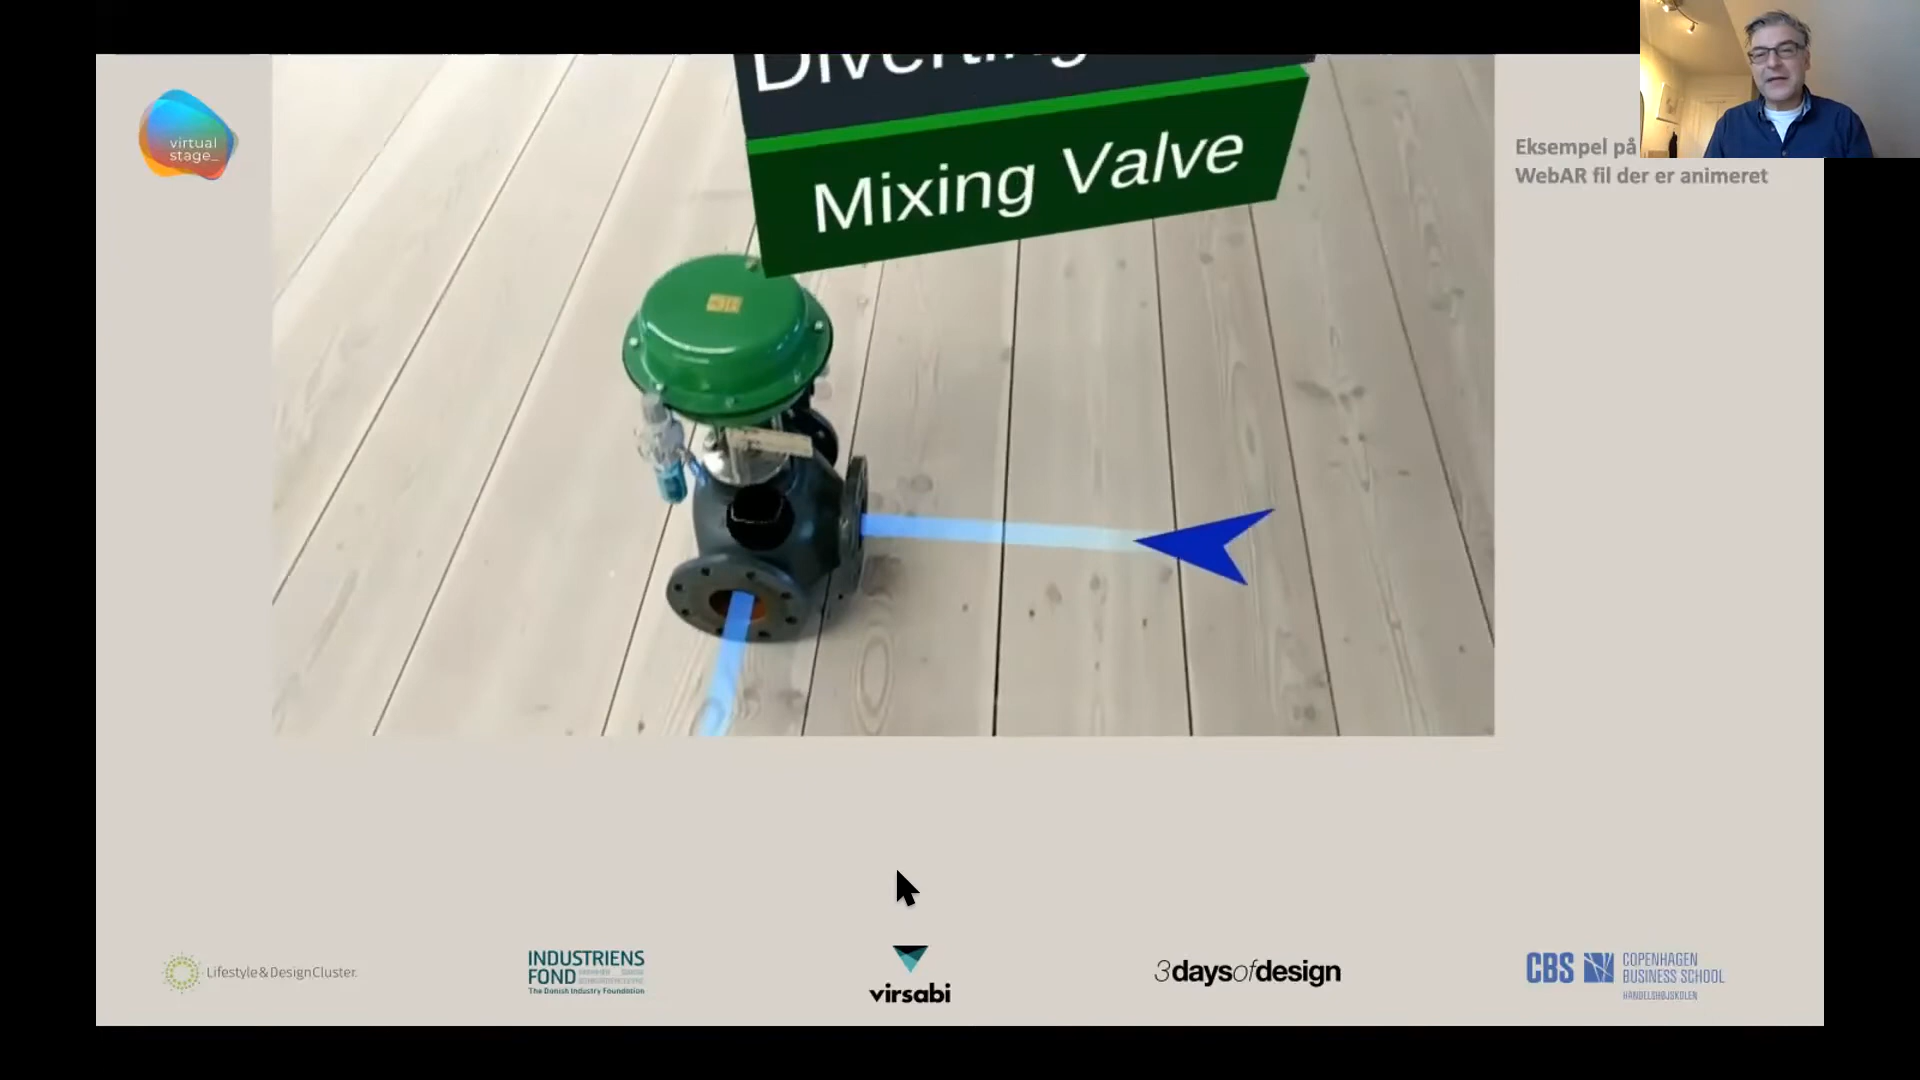 Diverting
Mixing Valve
virtual
stage_
Eksempel på
WebAR fil der er animeret
Lifestyle&DesignCluster.
INDUSTRIENS
FOND
The Danish Industry Foundation
virsabi
3daysofdesign
CBS
COPENHAGEN
BUSINESS SCHOOL
HANDELSHØJSKOLEN